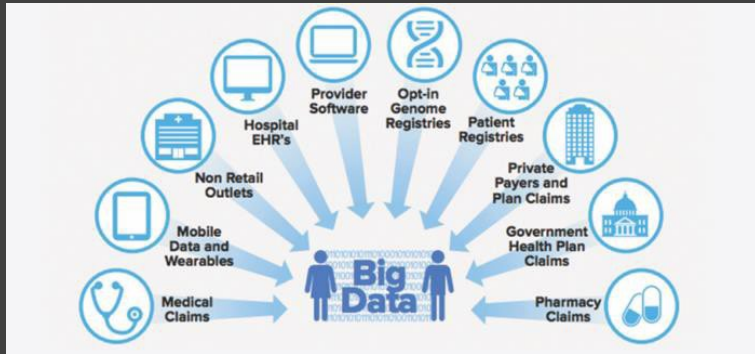 Medical
Claims
Mobile
Data and
Wearables
Non Retail
Outlets
Hospital
EHR's
Provider
Software
Opt-in
Genome
Registries
Patient
Registries
Private
Payers and
Plan Claims
Government
Health Plan
Claims
Pharmacy
Claims
Big
Data